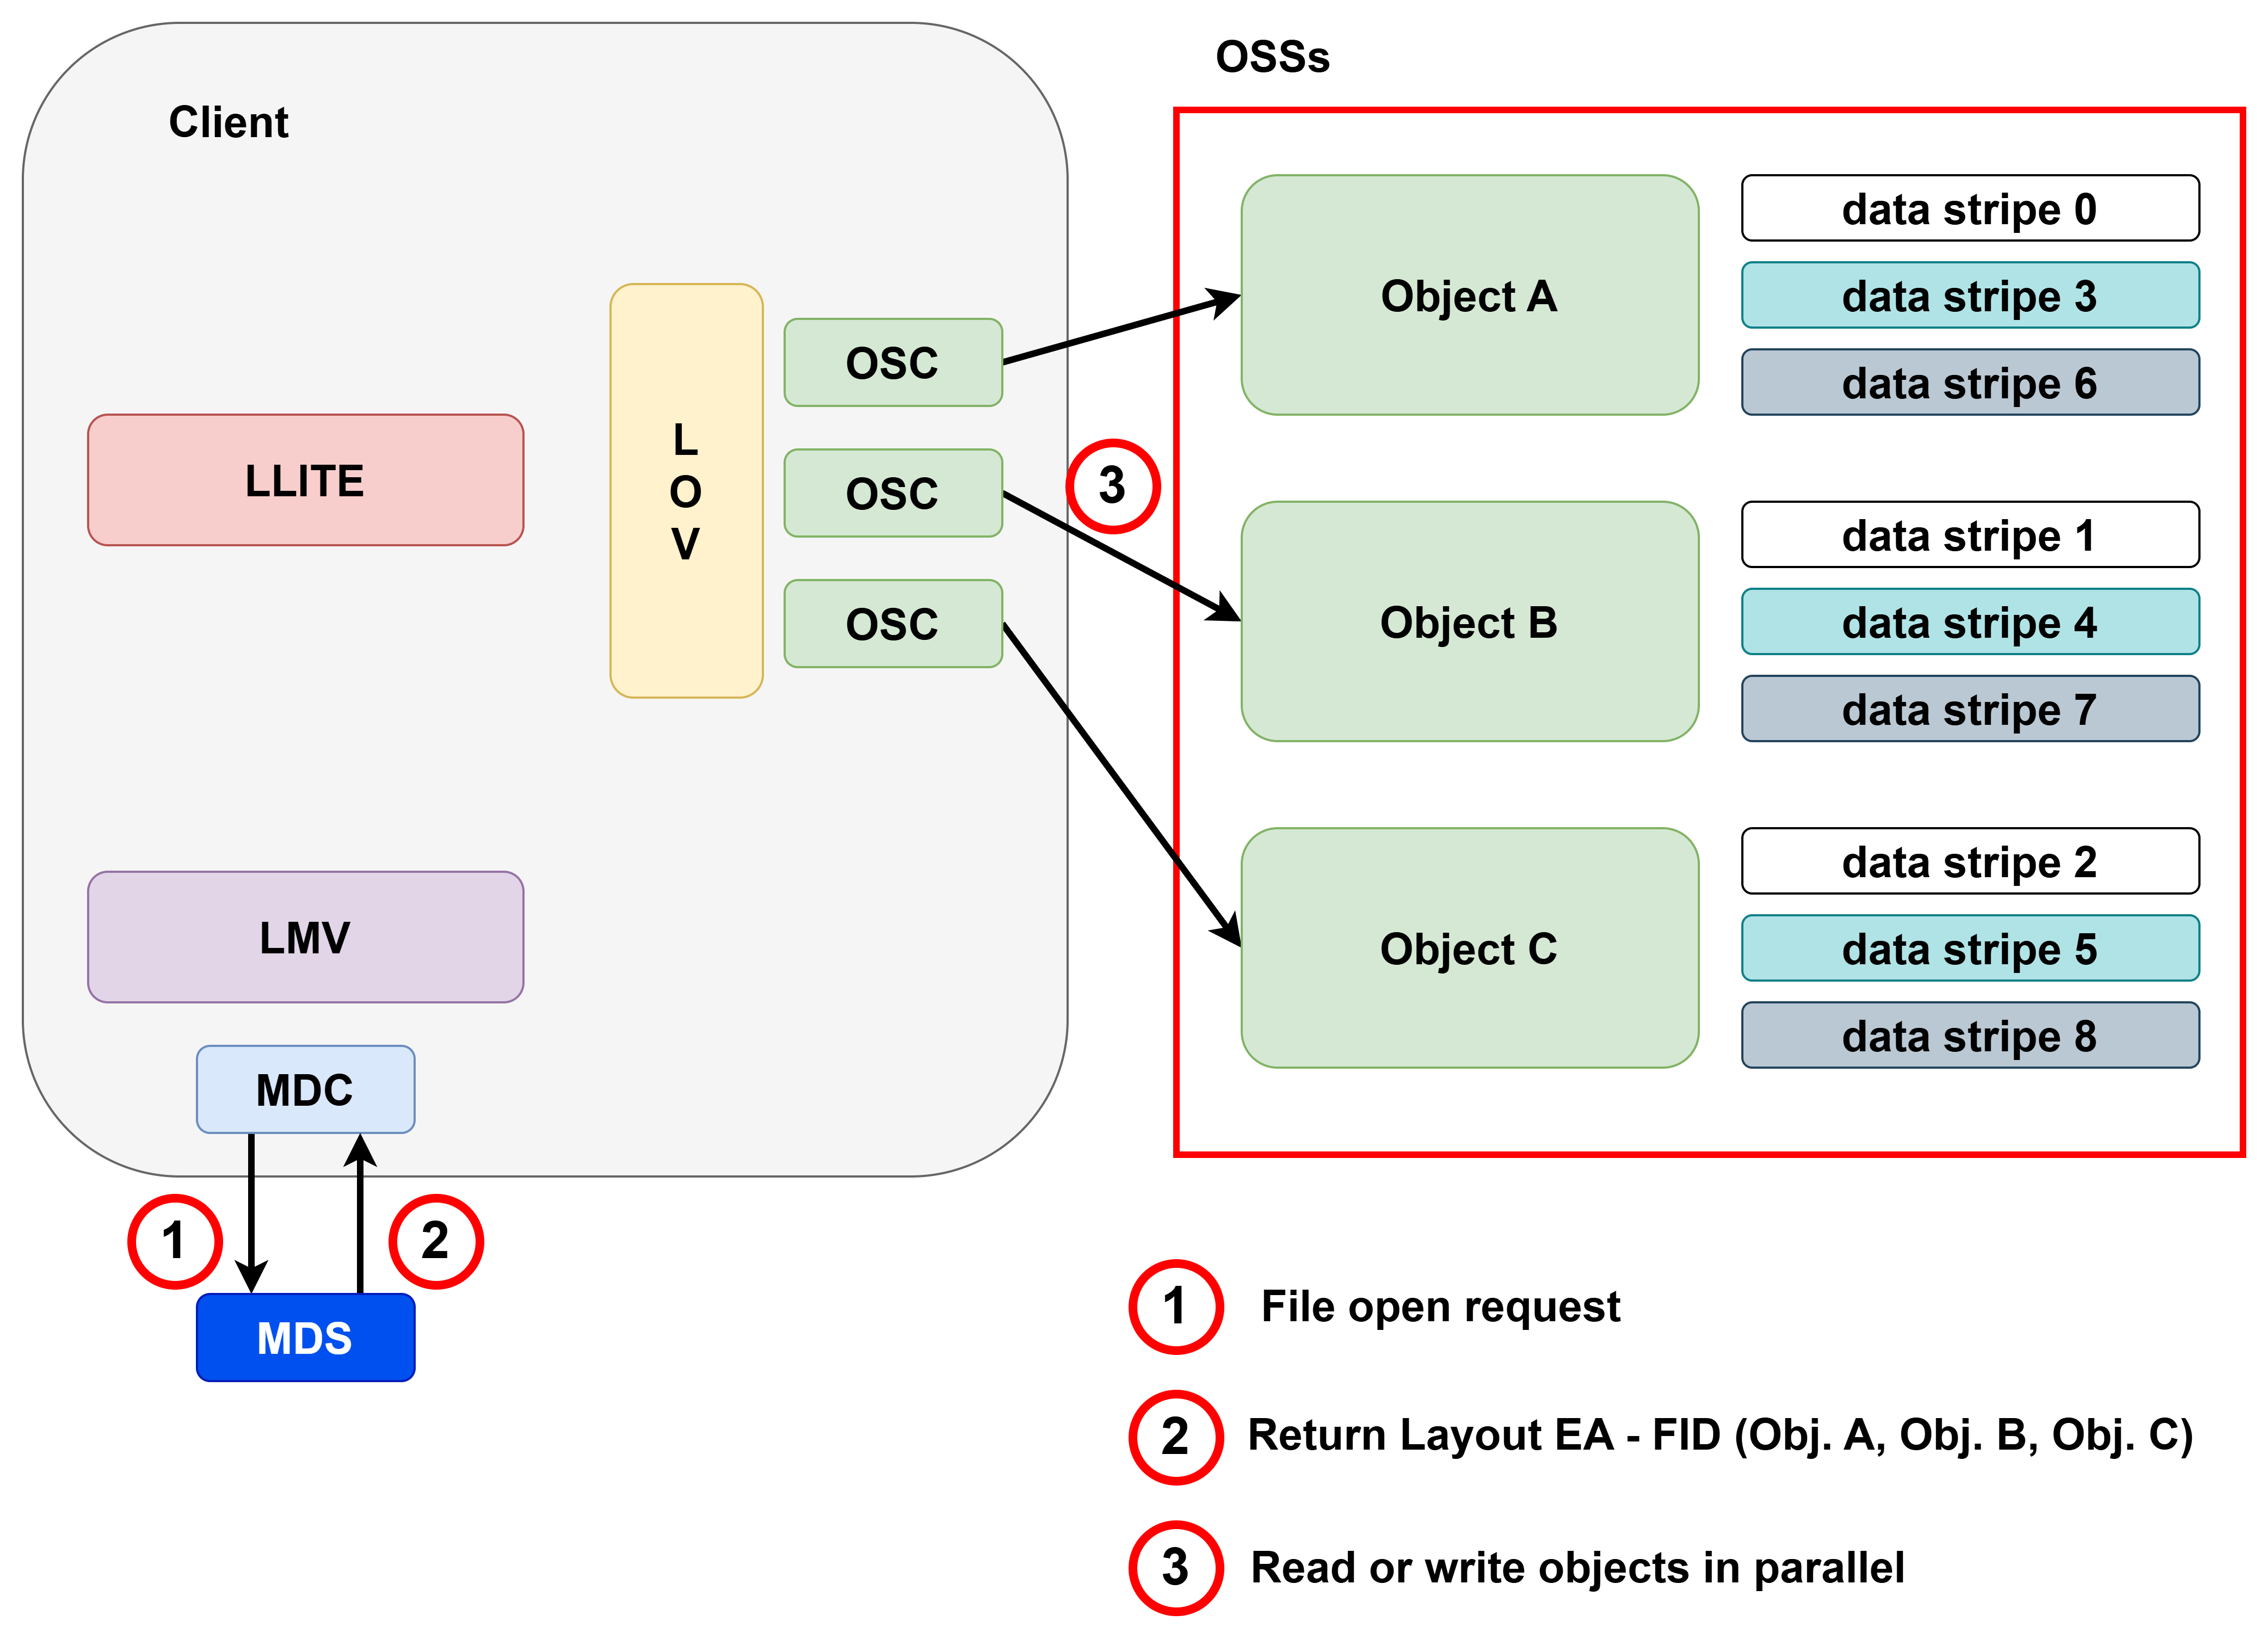 OSSs
Client
data stripe 0
Object A
data stripe 3
data stripe 6
OSC
L
O
V
LLITE
OSC
3
data stripe 1
OSC
Object B
data stripe 4
data stripe 7
data stripe 2
LMV
Object C
data stripe 5
data stripe 8
MDC
1
2
MDS
1 File open request
2 Return Layout EA - FID (Obj. A, Obj. B, Obj. C)
3 Read or write objects in parallel